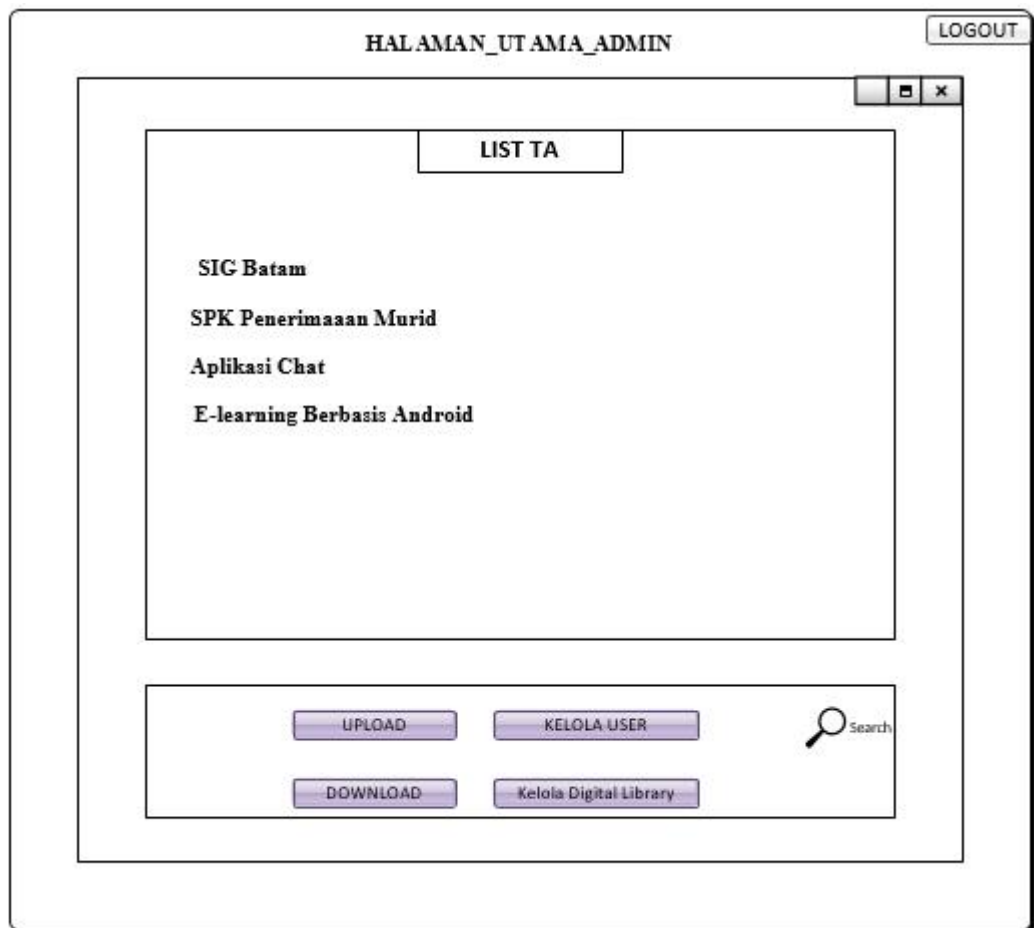 HALAMAN_UTAMA_ADMIN
LOGOUT
LIST TA
SIG Batam
SPK Penerimaaan Murid
Aplikasi Chat
E-learning Berbasis Android
UPLOAD
KELOLA USER
Search
DOWNLOAD
Kelola Digital Library